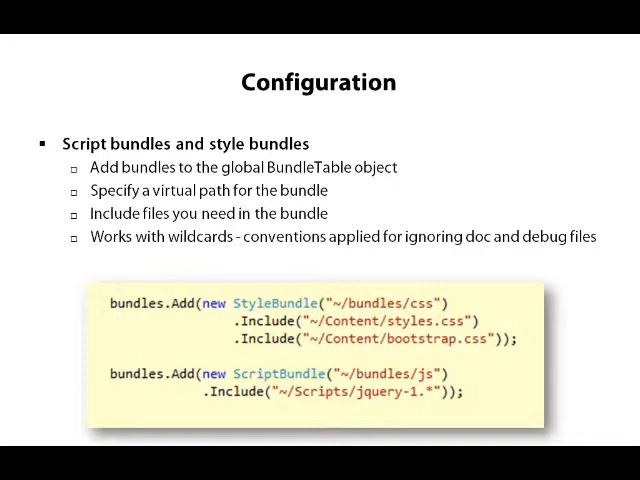 Configuration
Script bundles and style bundles
Add bundles to the global BundleTable object
Specify a virtual path for the bundle
Include files you need in the bundle
Works with wildcards - conventions applied for ignoring doc and debug files
bundles.Add(new StyleBundle("~/bundles/css")
.Include("~/Content/styles.css")
.Include("~/Content/bootstrap.css"));
bundles.Add(new ScriptBundle("~/bundles/js")
.Include("~/Scripts/jquery-1.*"));